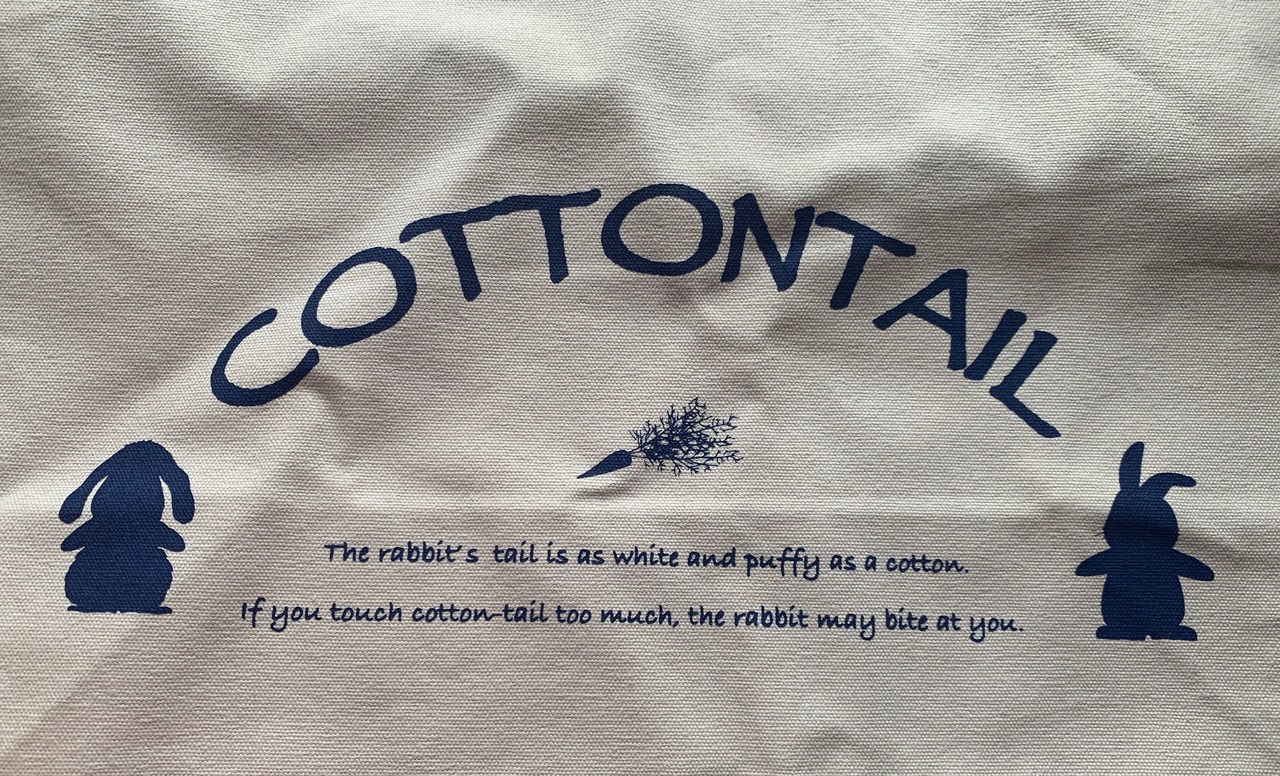 COTTONTAIL
The rabbit's tail is as white and puffy as a cotton.
If you touch cotton-tail too much, the rabbit may bite at you.